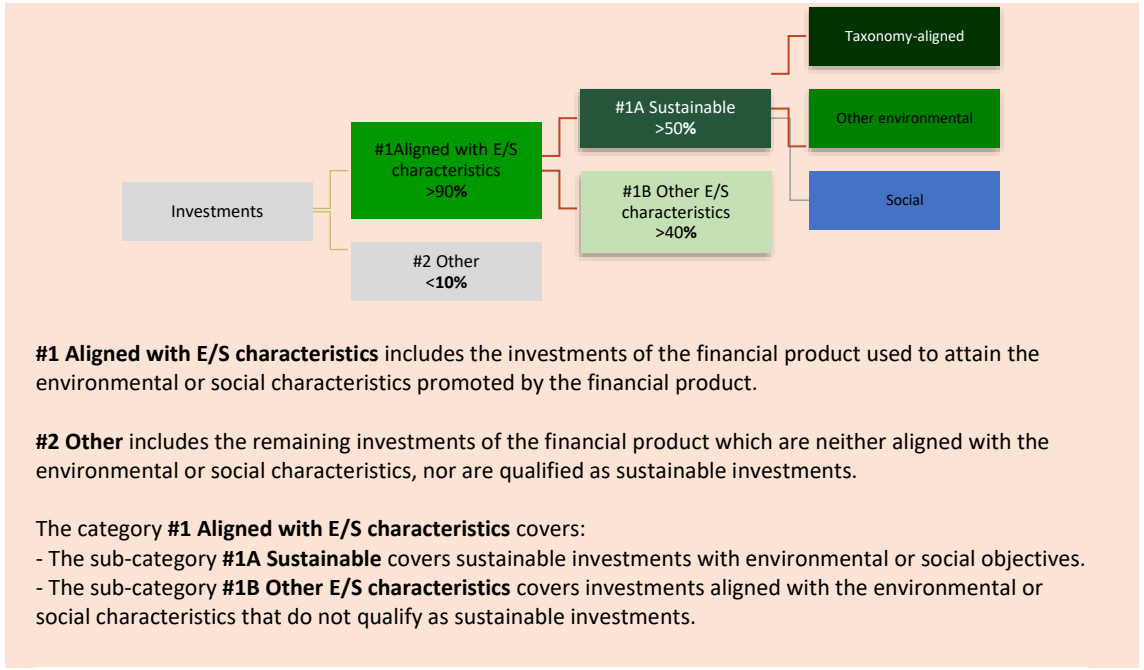 Taxonomy-aligned
#1A Sustainable
>50%
Other environmental
#1Aligned with E/S
characteristics
>90%
Investments
#1B Other E/S
characteristics
>40%
Social
#2 Other
<10%
#1 Aligned with E/S characteristics includes the investments of the financial product used to attain the
environmental or social characteristics promoted by the financial product.
#2 Other includes the remaining investments of the financial product which are neither aligned with the
environmental or social characteristics, nor are qualified as sustainable investments.
The category #1 Aligned with E/S characteristics covers:
- The sub-category #1A Sustainable covers sustainable investments with environmental or social objectives.
- The sub-category #1B Other E/S characteristics covers investments aligned with the environmental or
social characteristics that do not qualify as sustainable investments.